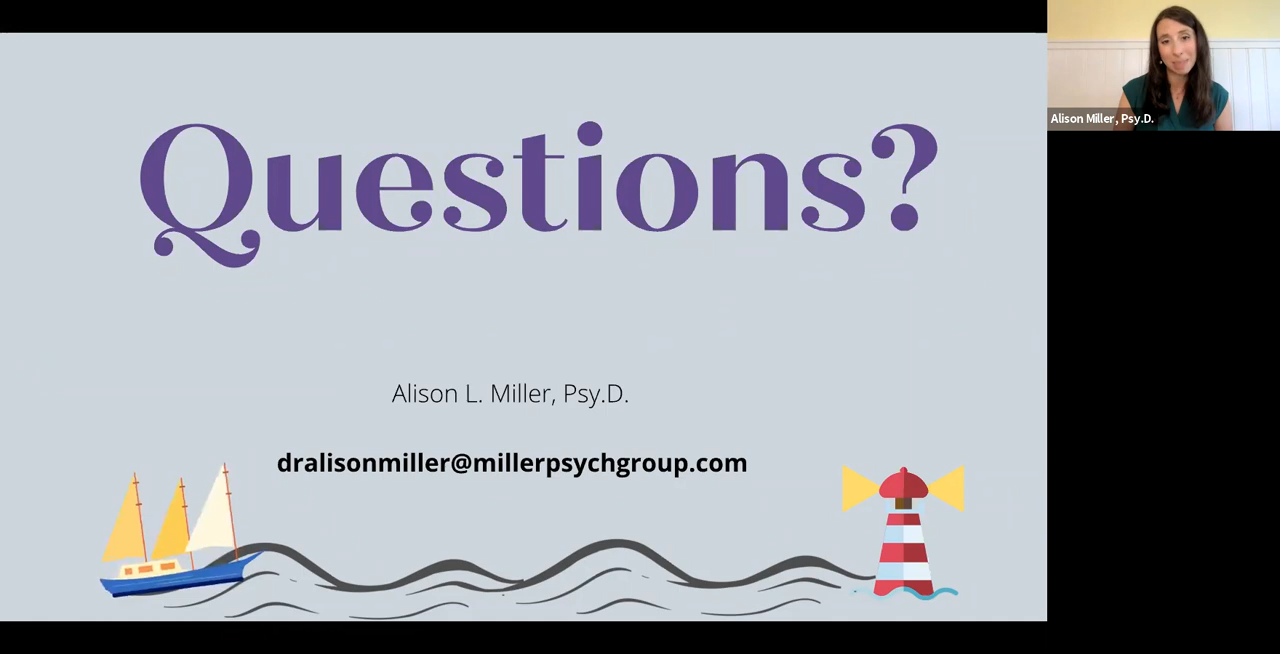 Questions?
Alison L. Miller, Psy.D.
dralisonmiller@millerpsychgroup.com
Alison Miller, Psy.D.